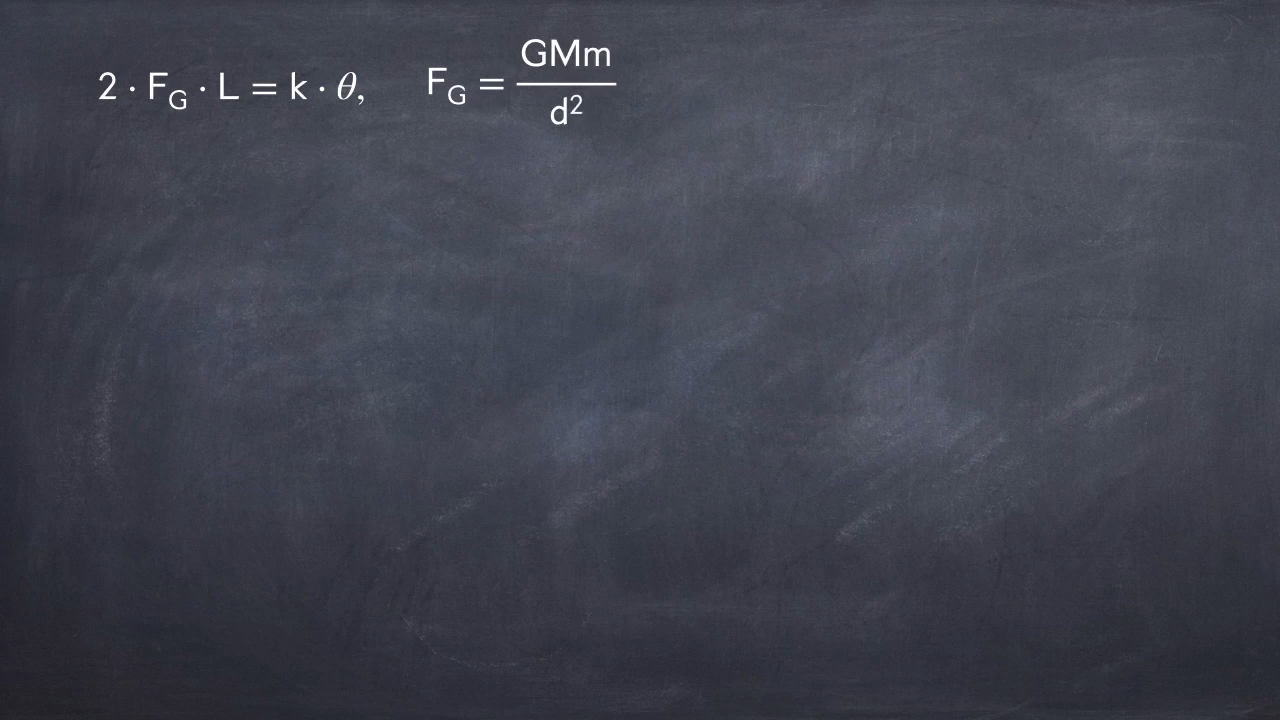 2 · F_G · L = k · θ, F_G = GMm / d²